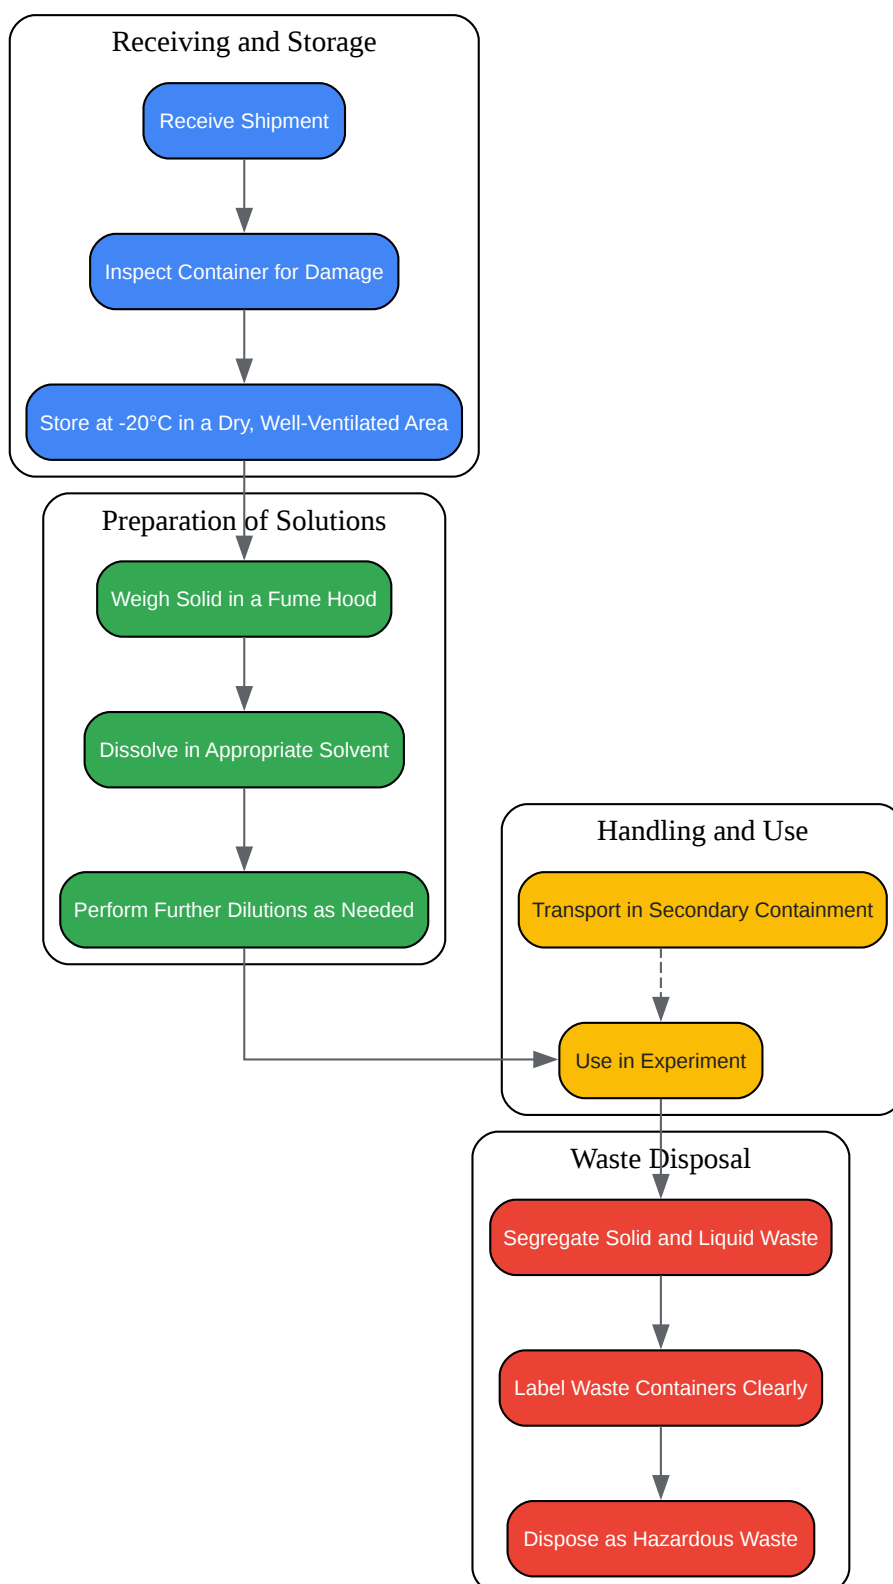 Receiving and Storage
Receive Shipment
Inspect Container for Damage
Store at -20°C in a Dry, Well-Ventilated Area
Preparation of Solutions
Weigh Solid in a Fume Hood
Dissolve in Appropriate Solvent
Perform Further Dilutions as Needed
Handling and Use
Transport in Secondary Containment
Use in Experiment
Waste Disposal
Segregate Solid and Liquid Waste
Label Waste Containers Clearly
Dispose as Hazardous Waste